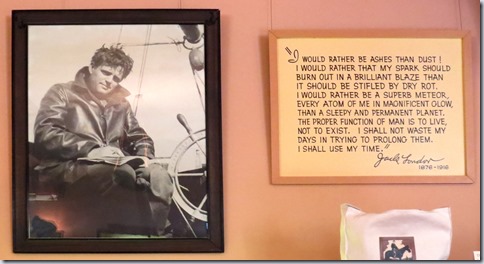 "I WOULD RATHER BE ASHES THAN DUST!
I WOULD RATHER THAT MY SPARK SHOULD
BURN OUT IN A BRILLIANT BLAZE THAN
IT SHOULD BE STIFLED BY DRY ROT.
I WOULD RATHER BE A SUPERB METEOR,
EVERY ATOM OF ME IN MAGNIFICENT GLOW,
THAN A SLEEPY AND PERMANENT PLANET.
THE PROPER FUNCTION OF MAN IS TO LIVE,
NOT TO EXIST. I SHALL NOT WASTE MY
DAYS IN TRYING TO PROLONG THEM.
I SHALL USE MY TIME."
Jack London
1876-1916